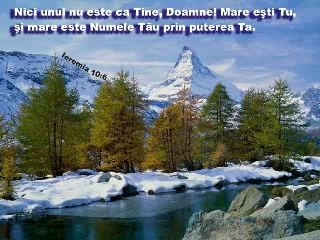 Nici unul nu este ca Tine, Doamne! Mare ești Tu,
și mare este Numele Tău prin puterea Ta.
Ieremia 10:6